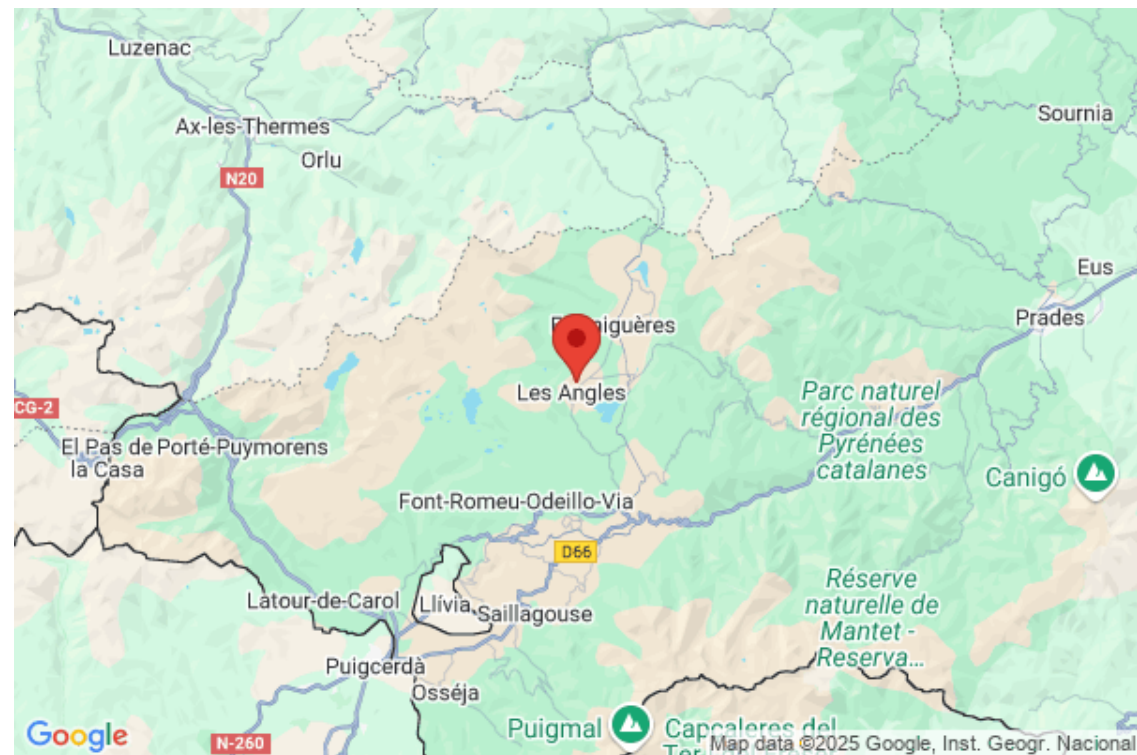 Luzenac
Sournia
Ax-les-Thermes
Orlu
N20
Eus
Prades
Les Angles
Parc naturel
régional des
Pyrénées
catalanes
CG-2
El Pas de
la Casa
Porté-Puymorens
Canigó
Font-Romeu-Odeillo-Via
D66
Réserve
naturelle de
Mantet -
Reserva...
Latour-de-Carol
Llívia
Saillagouse
Puigcerdà
Osséja
Puigmal
Capçaleres del
Google
N-260
Map data ©2025 Google, Inst. Geogr. Nacional